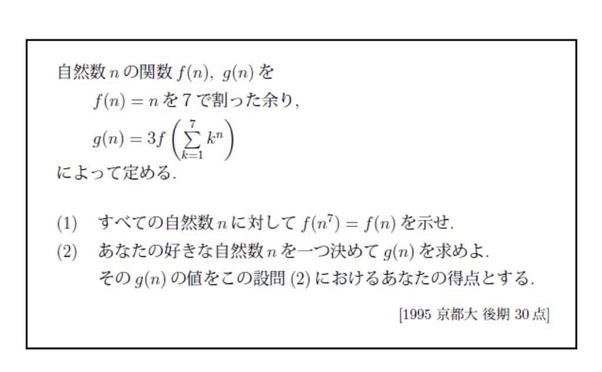 自然数 n の関数 f(n), g(n) を
f(n) = n を 7 で割った余り,
g(n) = 3f(∑_{k=1}^{7} k^n)
によって定める.
(1) すべての自然数 n に対して f(n^7) = f(n) を示せ.
(2) あなたの好きな自然数 n を一つ決めて g(n) を求めよ.
その g(n) の値をこの設問 (2) におけるあなたの得点とする.
[1995 京都大 後期 30 点]